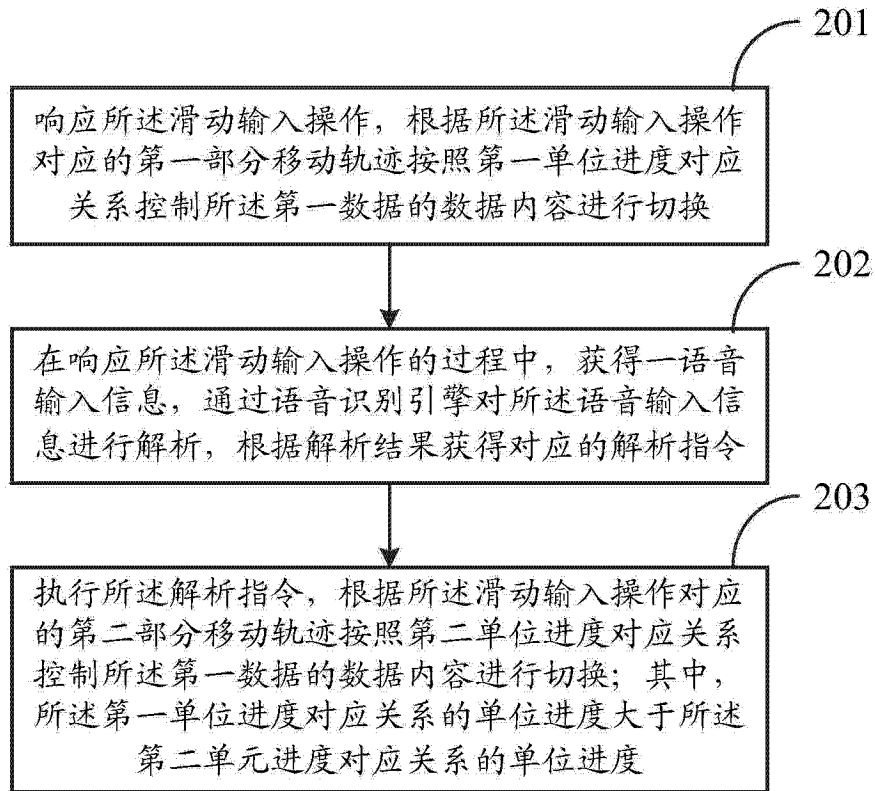 201
响应所述滑动输入操作，根据所述滑动输入操作
对应的第一部分移动轨迹按照第一单位进度对应
关系控制所述第一数据的数据内容进行切换
202
在响应所述滑动输入操作的过程中，获得一语音
输入信息，通过语音识别引擎对所述语音输入信
息进行解析，根据解析结果获得对应的解析指令
203
执行所述解析指令，根据所述滑动输入操作对应
的第二部分移动轨迹按照第二单位进度对应关系
控制所述第一数据的数据内容进行切换；其中，
所述第一单位进度对应关系的单位进度大于所述
第二单元进度对应关系的单位进度